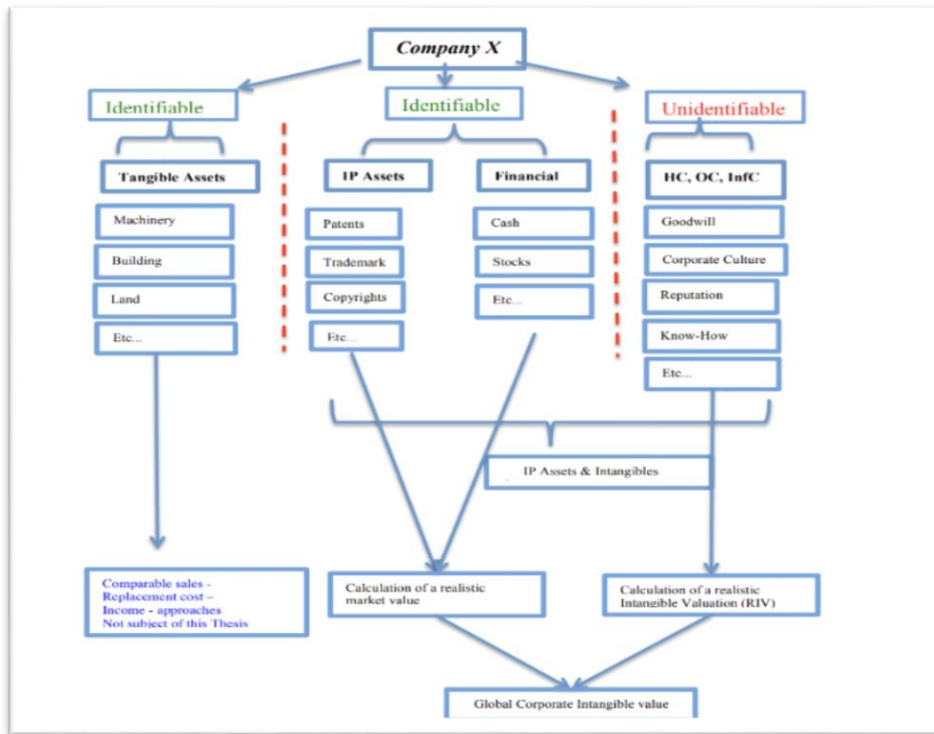 Company X
Identifiable
Identifiable
Unidentifiable
Tangible Assets
IP Assets
Financial
HC, OC, InfC
Machinery
Building
Land
Etc...
Patents
Trademark
Copyrights
Etc...
Cash
Stocks
Etc...
Goodwill
Corporate Culture
Reputation
Know-How
Etc...
IP Assets & Intangibles
Comparable sales -
Replacement cost –
Income - approaches
Not subject of this Thesis
Calculation of a realistic
market value
Calculation of a realistic
Intangible Valuation (RIV)
Global Corporate Intangible value